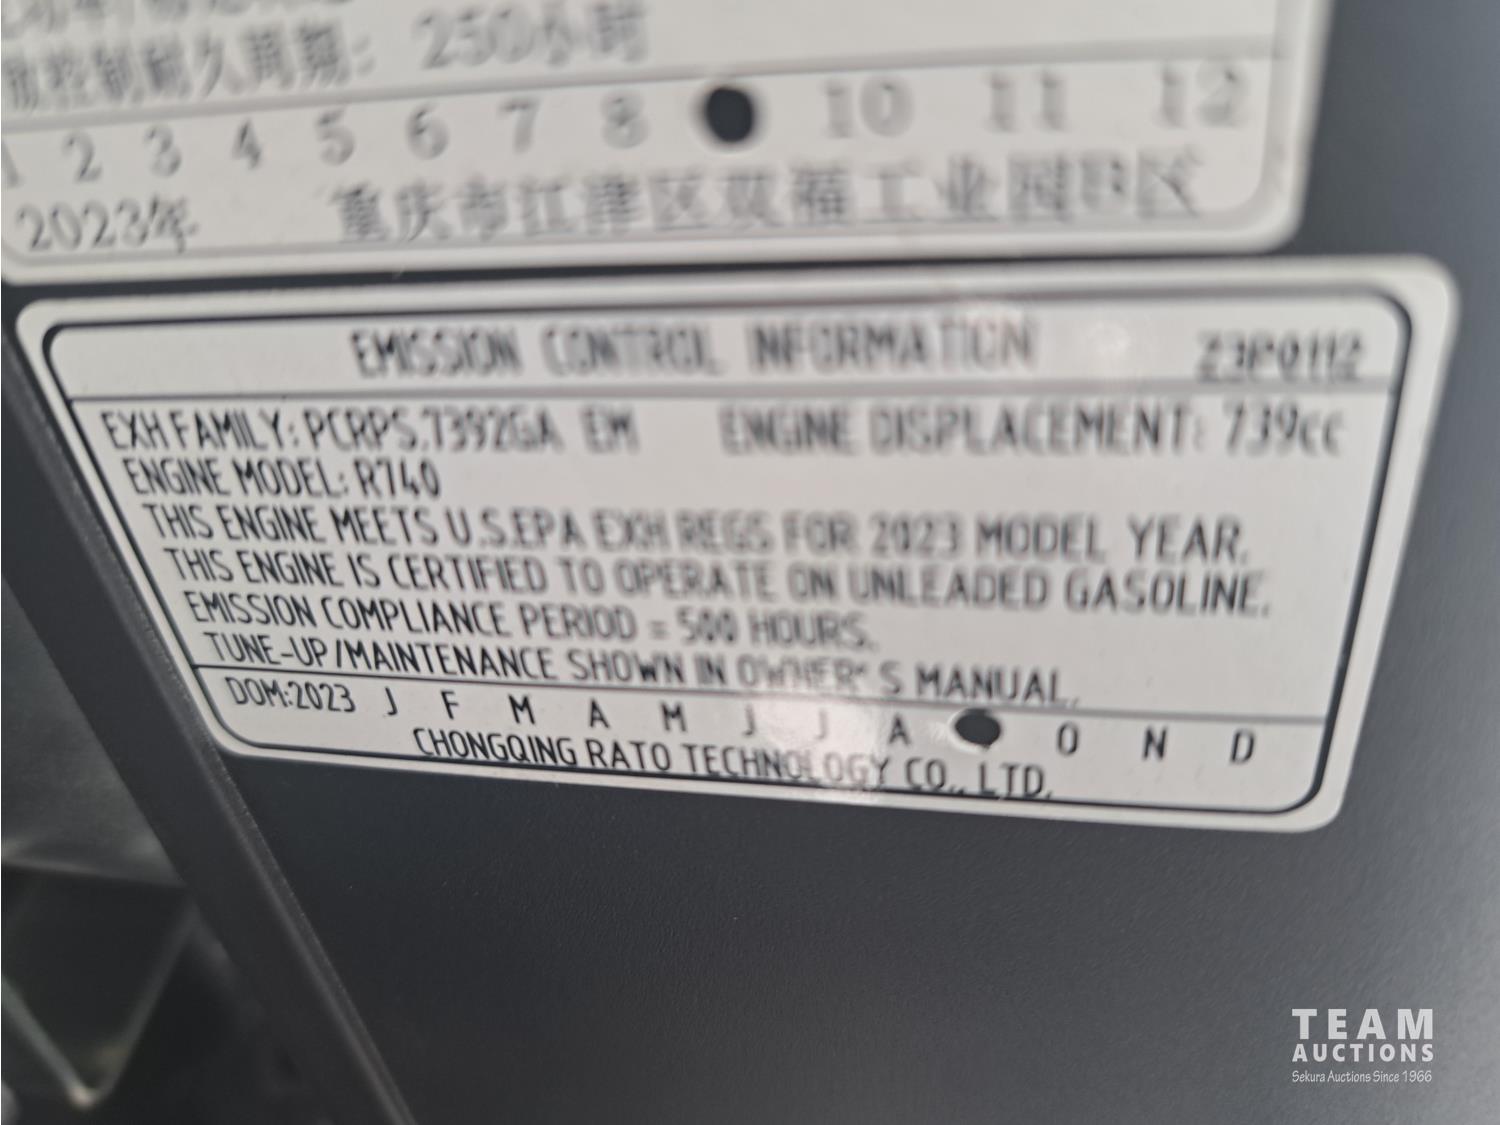 控制耐久周期: 250小时
1 2 3 4 5 6 7 8 10 11 12
2023年 重庆市江津区双福工业园B区
EMISSION CONTROL INFORMATION Z3P0112
EXH FAMILY: PCRPS.7392GA EM ENGINE DISPLACEMENT: 739cc
ENGINE MODEL: R740
THIS ENGINE MEETS U.S.EPA EXH REGS FOR 2023 MODEL YEAR.
THIS ENGINE IS CERTIFIED TO OPERATE ON UNLEADED GASOLINE.
EMISSION COMPLIANCE PERIOD = 500 HOURS.
TUNE-UP/MAINTENANCE SHOWN IN OWNER'S MANUAL.
DOM:2023 J F M A M J J A O N D
CHONGQING RATO TECHNOLOGY CO., LTD.
TEAM
AUCTIONS
Sekura Auctions Since 1966